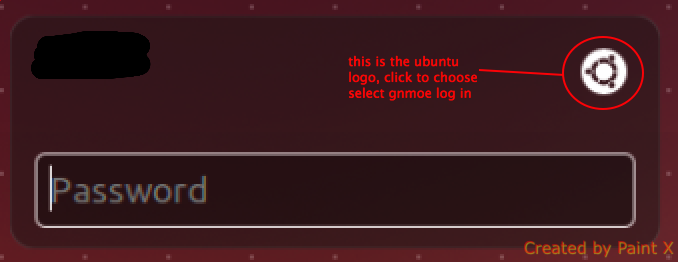 this is the ubuntu
logo, click to choose
select gnmoe log in
Password
Created by Paint X